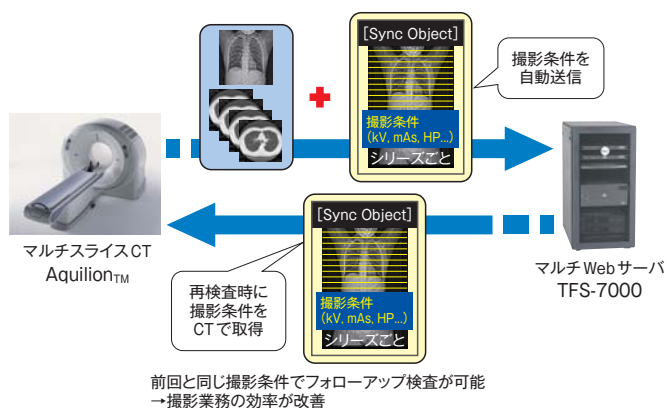 [Sync Object]
撮影条件
(kV, mAs, HP...)
シリーズごと
撮影条件を
自動送信
マルチスライスCT
Aquilion™
マルチWebサーバ
TFS-7000
[Sync Object]
撮影条件
(kV, mAs, HP...)
シリーズごと
再検査時に
撮影条件を
CTで取得
前回と同じ撮影条件でフォローアップ検査が可能
→撮影業務の効率が改善